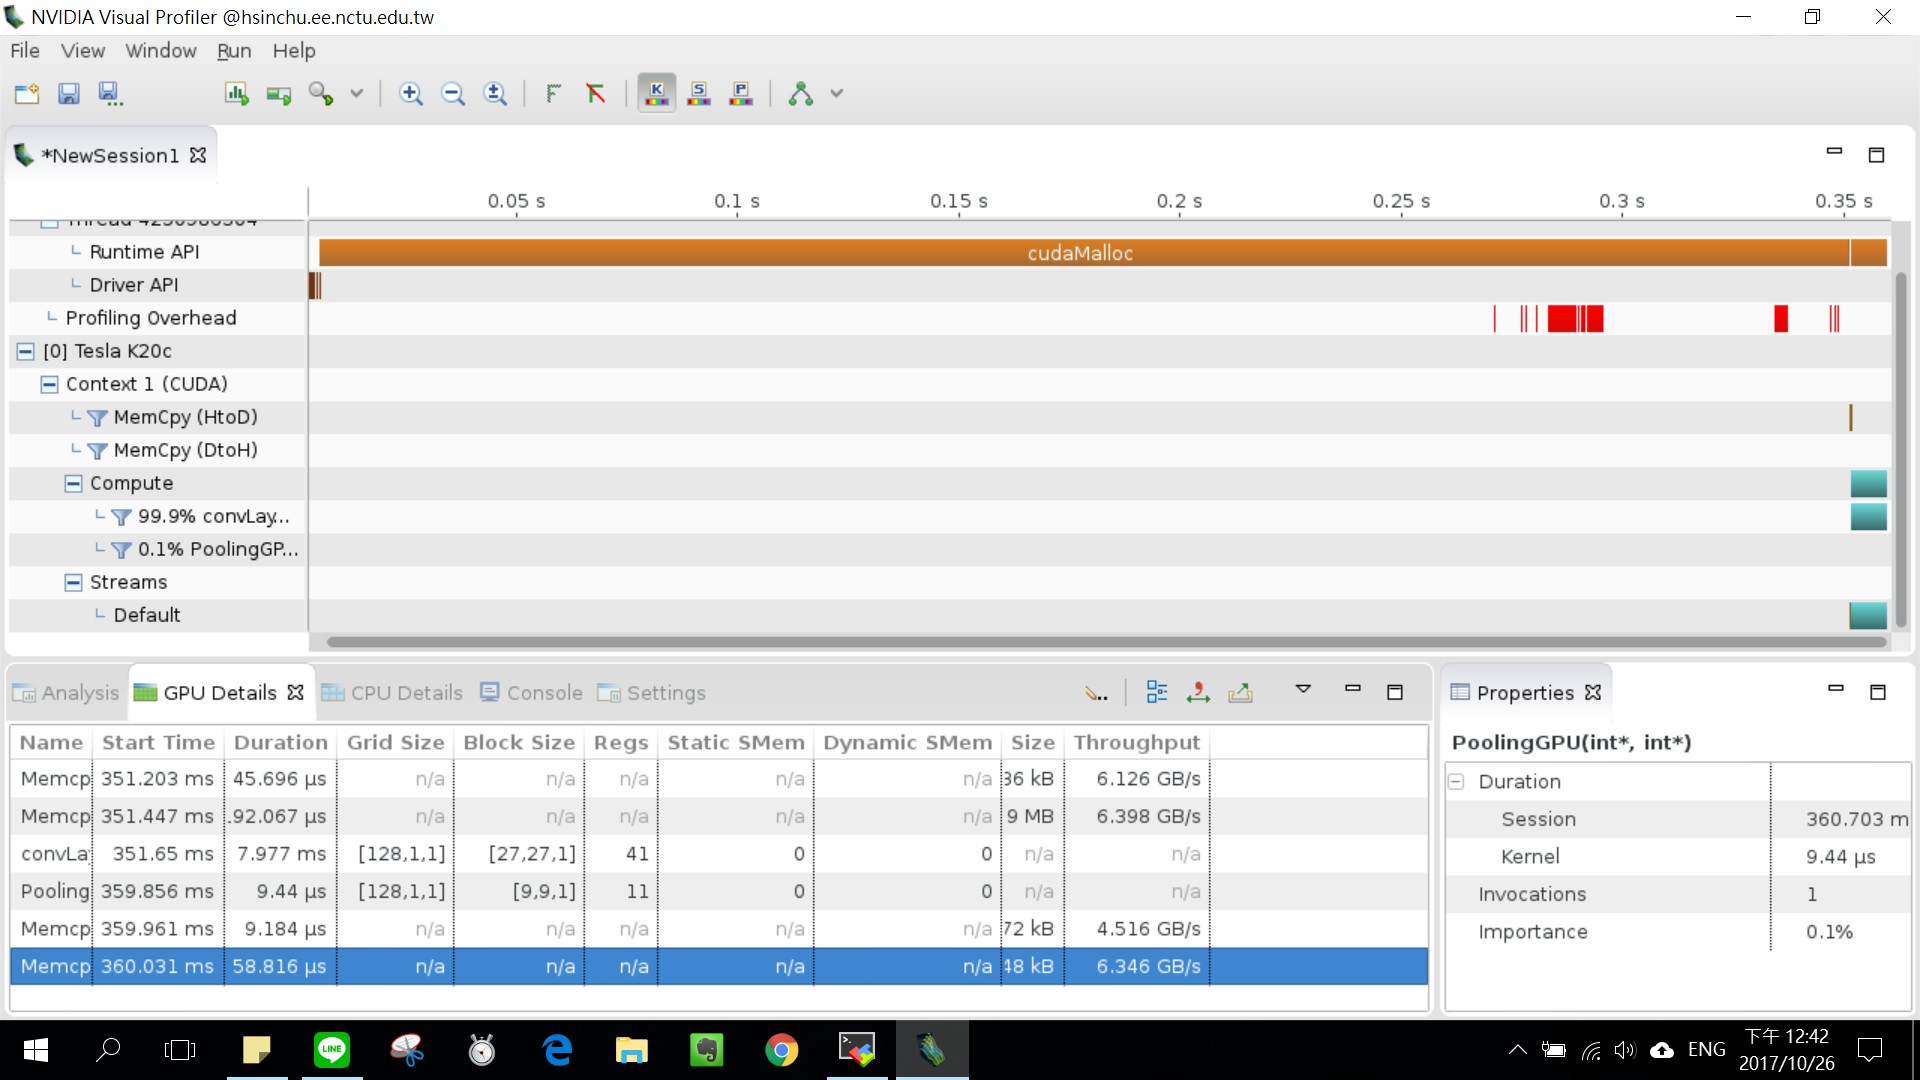 NVIDIA Visual Profiler @hsinchu.ee.nctu.edu.tw
File View Window Run Help
K S P
*NewSession1
0.05 s 0.1 s 0.15 s 0.2 s 0.25 s 0.3 s 0.35 s
Runtime API cudaMalloc
Driver API
Profiling Overhead
[0] Tesla K20c
Context 1 (CUDA)
MemCpy (HtoD)
MemCpy (DtoH)
Compute
99.9% convLay...
0.1% PoolingGP...
Streams
Default
Analysis GPU Details CPU Details Console Settings
Name Start Time Duration Grid Size Block Size Regs Static SMem Dynamic SMem Size Throughput
Memcp 351.203 ms 45.696 µs n/a n/a n/a n/a n/a 36 kB 6.126 GB/s
Memcp 351.447 ms .92.067 µs n/a n/a n/a n/a n/a 9 MB 6.398 GB/s
convLa 351.65 ms 7.977 ms [128,1,1] [27,27,1] 41 0 0 n/a n/a
Pooling 359.856 ms 9.44 µs [128,1,1] [9,9,1] 11 0 0 n/a n/a
Memcp 359.961 ms 9.184 µs n/a n/a n/a n/a n/a 72 kB 4.516 GB/s
Memcp 360.031 ms 58.816 µs n/a n/a n/a n/a n/a 48 kB 6.346 GB/s
Properties
PoolingGPU(int*, int*)
Duration
Session 360.703 m
Kernel 9.44 µs
Invocations 1
Importance 0.1%
LINE
ENG
下午 12:42
2017/10/26